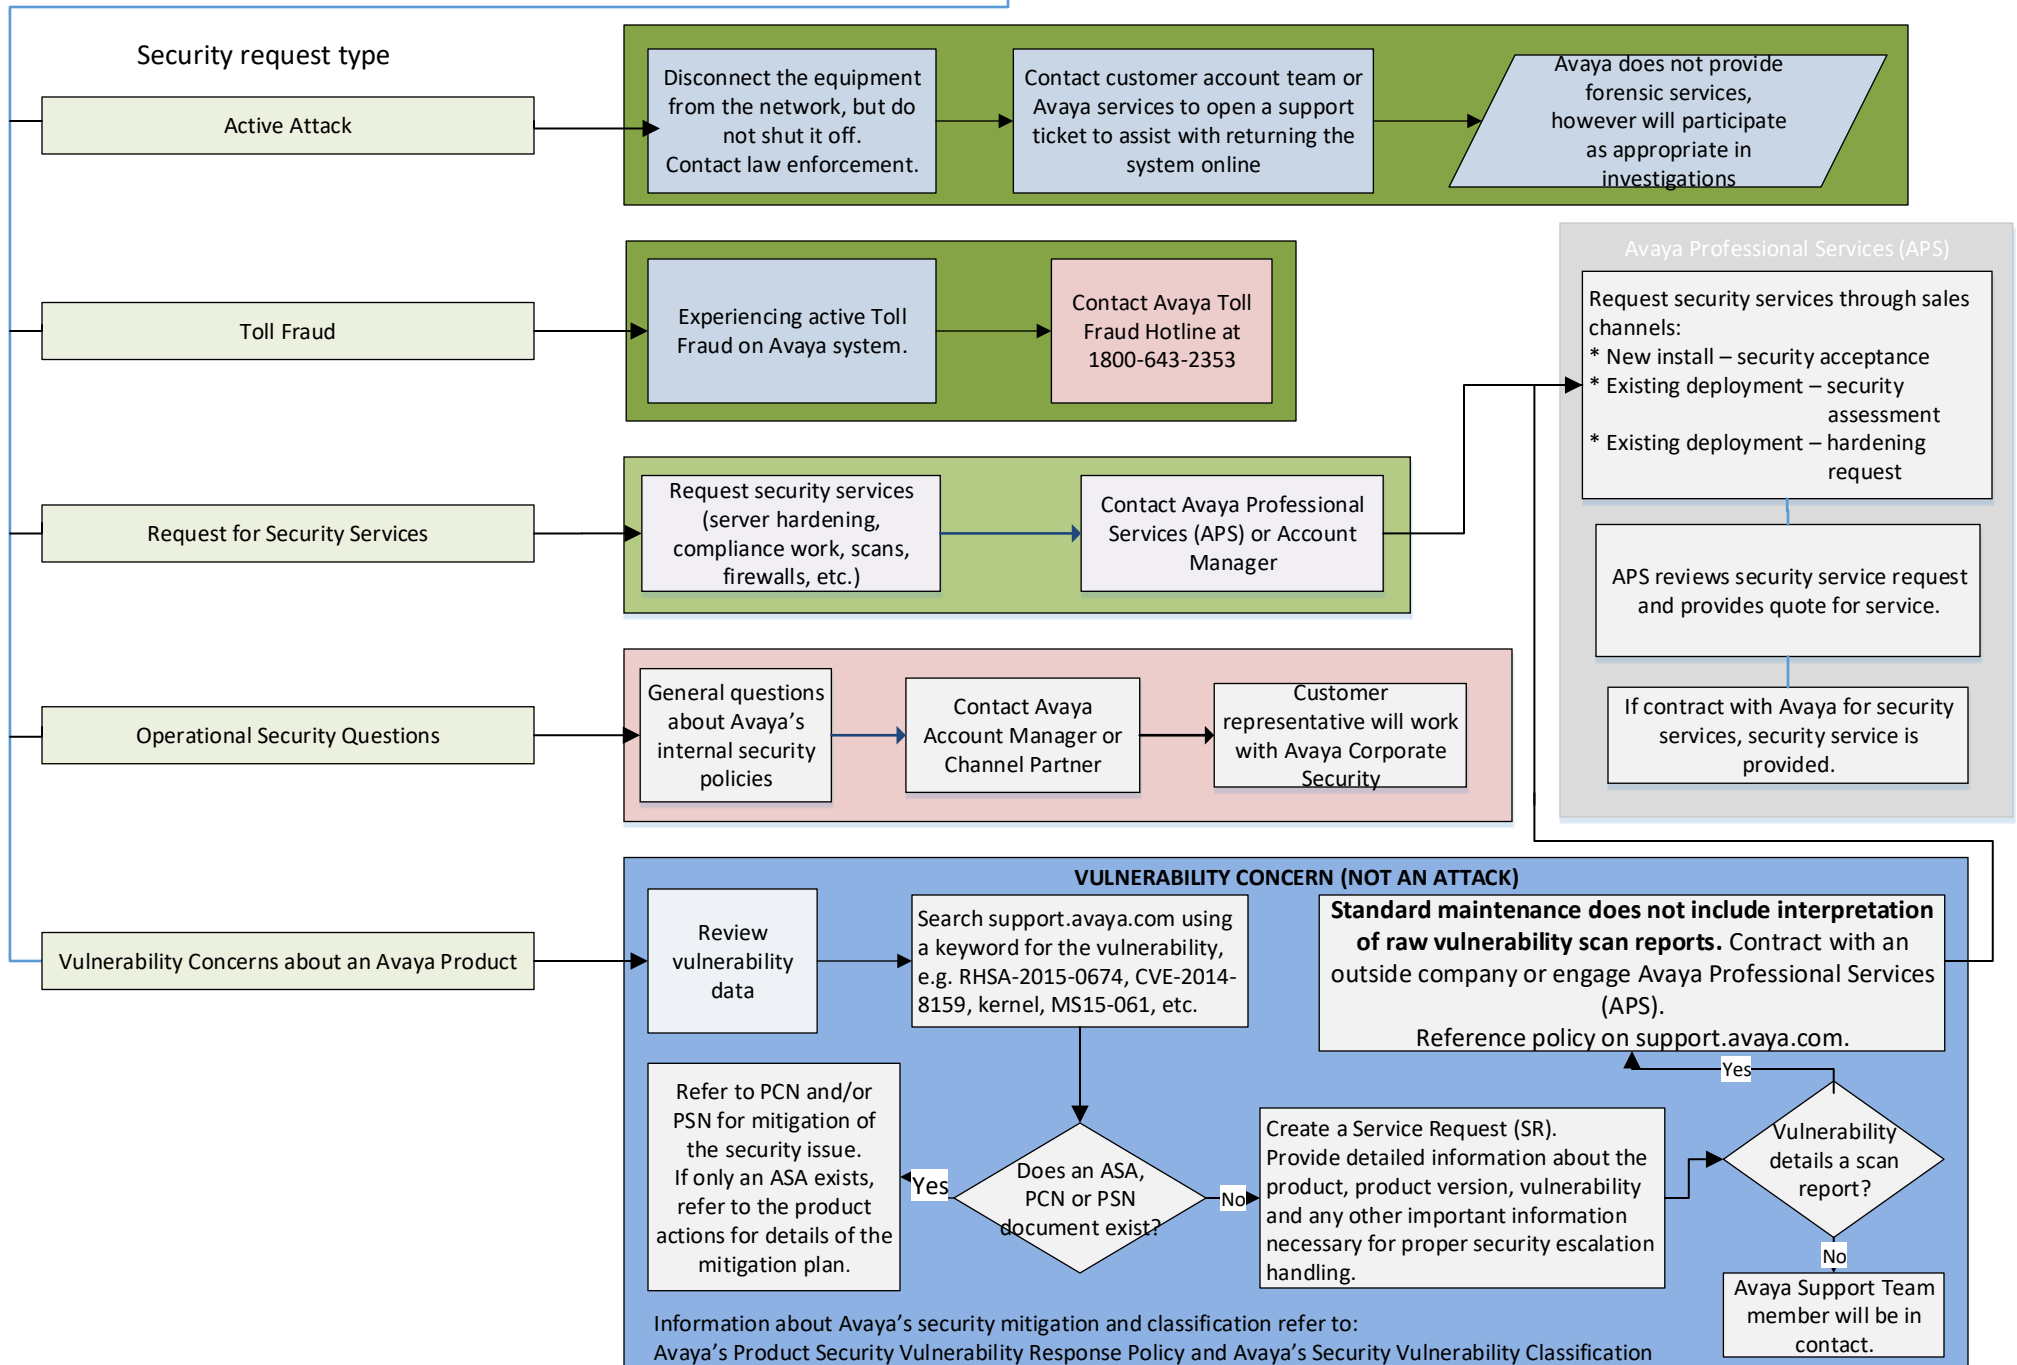 Security request type
Active Attack
Disconnect the equipment
from the network, but do
not shut it off.
Contact law enforcement.
Contact customer account team or
Avaya services to open a support
ticket to assist with returning the
system online
Avaya does not provide
forensic services,
however will participate
as appropriate in
investigations
Toll Fraud
Experiencing active Toll
Fraud on Avaya system.
Contact Avaya Toll
Fraud Hotline at
1800-643-2353
Avaya Professional Services (APS)
Request security services through sales
channels:
* New install – security acceptance
* Existing deployment – security
assessment
* Existing deployment – hardening
request
APS reviews security service request
and provides quote for service.
If contract with Avaya for security
services, security service is
provided.
Request for Security Services
Request security services
(server hardening,
compliance work, scans,
firewalls, etc.)
Contact Avaya Professional
Services (APS) or Account
Manager
Operational Security Questions
General questions
about Avaya’s
internal security
policies
Contact Avaya
Account Manager or
Channel Partner
Customer
representative will work
with Avaya Corporate
Security
Vulnerability Concerns about an Avaya Product
VULNERABILITY CONCERN (NOT AN ATTACK)
Review
vulnerability
data
Search support.avaya.com using
a keyword for the vulnerability,
e.g. RHSA-2015-0674, CVE-2014-
8159, kernel, MS15-061, etc.
Standard maintenance does not include interpretation
of raw vulnerability scan reports. Contract with an
outside company or engage Avaya Professional Services
(APS).
Reference policy on support.avaya.com.
Refer to PCN and/or
PSN for mitigation of
the security issue.
If only an ASA exists,
refer to the product
actions for details of the
mitigation plan.
Yes
Does an ASA,
PCN or PSN
document exist?
No
Create a Service Request (SR).
Provide detailed information about the
product, product version, vulnerability
and any other important information
necessary for proper security escalation
handling.
Yes
Vulnerability
details a scan
report?
No
Avaya Support Team
member will be in
contact.
Information about Avaya’s security mitigation and classification refer to:
Avaya’s Product Security Vulnerability Response Policy and Avaya’s Security Vulnerability Classification